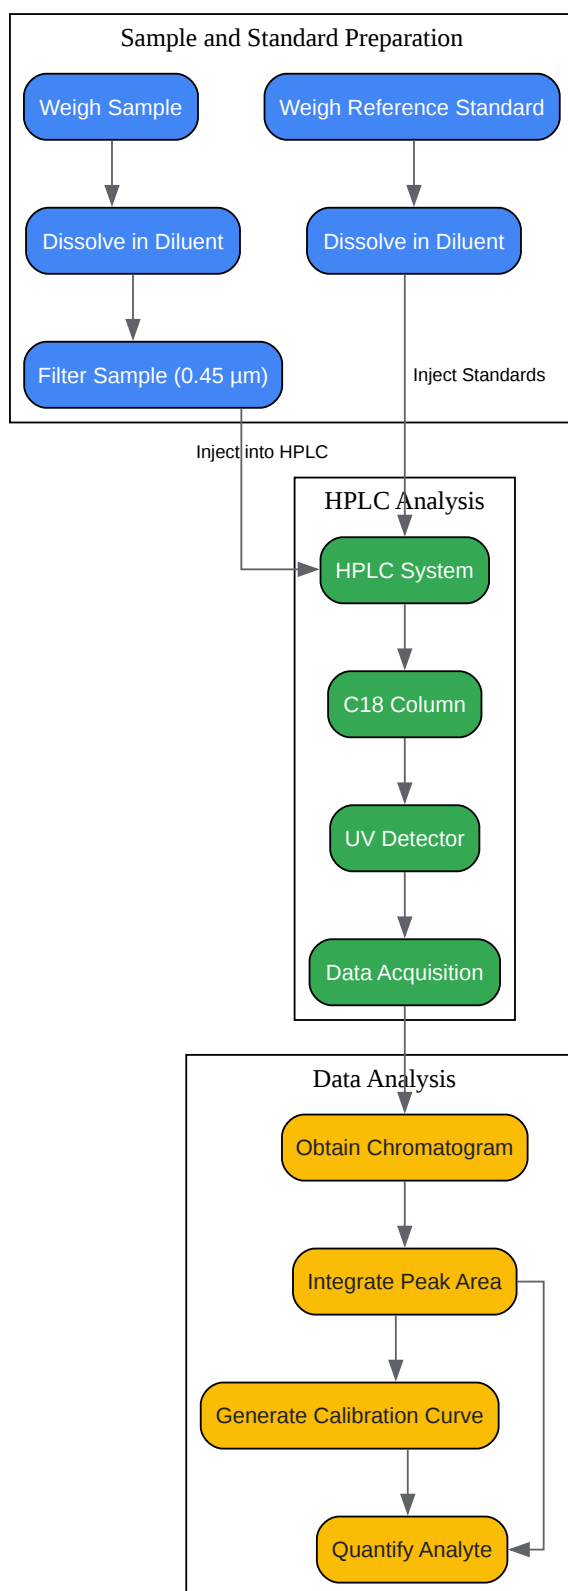 Sample and Standard Preparation
Weigh Sample
Weigh Reference Standard
Dissolve in Diluent
Dissolve in Diluent
Filter Sample (0.45 µm)
Inject Standards
Inject into HPLC
HPLC Analysis
HPLC System
C18 Column
UV Detector
Data Acquisition
Data Analysis
Obtain Chromatogram
Integrate Peak Area
Generate Calibration Curve
Quantify Analyte